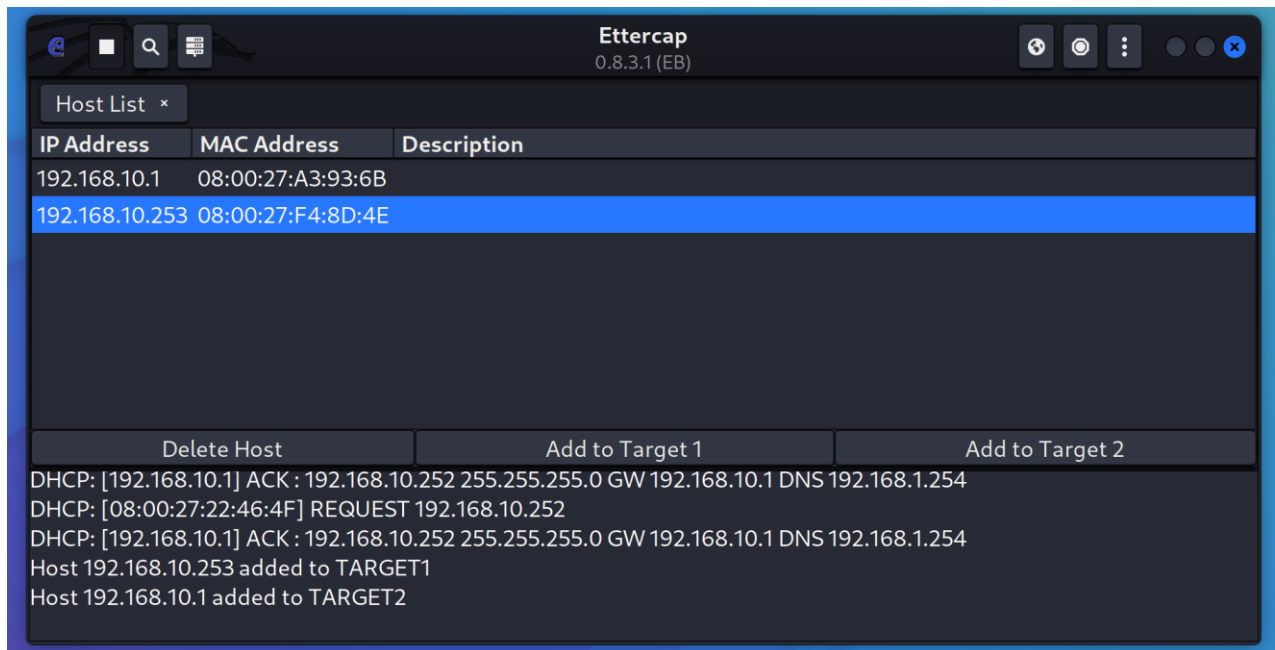 Ettercap
0.8.3.1 (EB)
Host List ×
IP Address MAC Address Description
192.168.10.1 08:00:27:A3:93:6B
192.168.10.253 08:00:27:F4:8D:4E
Delete Host Add to Target 1 Add to Target 2
DHCP: [192.168.10.1] ACK : 192.168.10.252 255.255.255.0 GW 192.168.10.1 DNS 192.168.1.254
DHCP: [08:00:27:22:46:4F] REQUEST 192.168.10.252
DHCP: [192.168.10.1] ACK : 192.168.10.252 255.255.255.0 GW 192.168.10.1 DNS 192.168.1.254
Host 192.168.10.253 added to TARGET1
Host 192.168.10.1 added to TARGET2